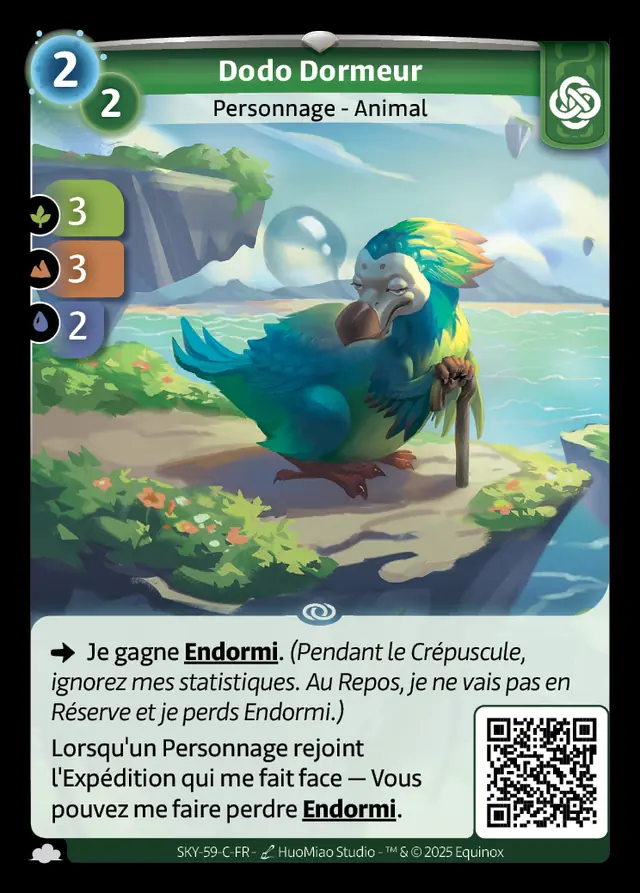 2
2
Dodo Dormeur
Personnage - Animal
3
3
2
Je gagne Endormi. (Pendant le Crépuscule,
ignorez mes statistiques. Au Repos, je ne vais pas en
Réserve et je perds Endormi.)
Lorsqu'un Personnage rejoint
l'Expédition qui me fait face — Vous
pouvez me faire perdre Endormi.
SKY-59-C-FR - HuoMiao Studio - ™ & © 2025 Equinox